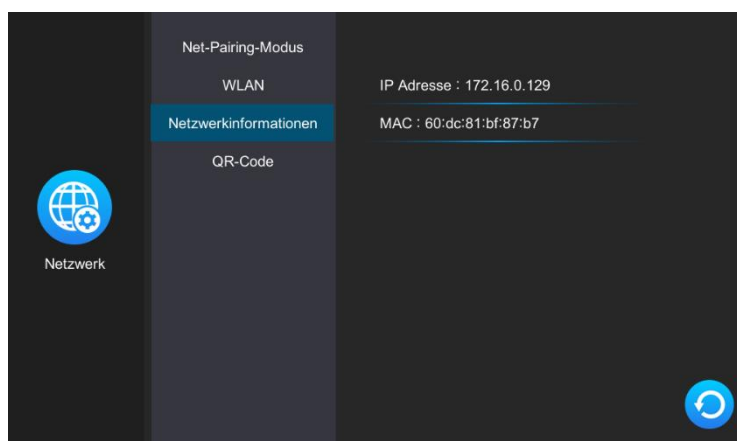 Net-Pairing-Modus
WLAN
Netzwerkinformationen
QR-Code
IP Adresse : 172.16.0.129
MAC : 60:dc:81:bf:87:b7
Netzwerk